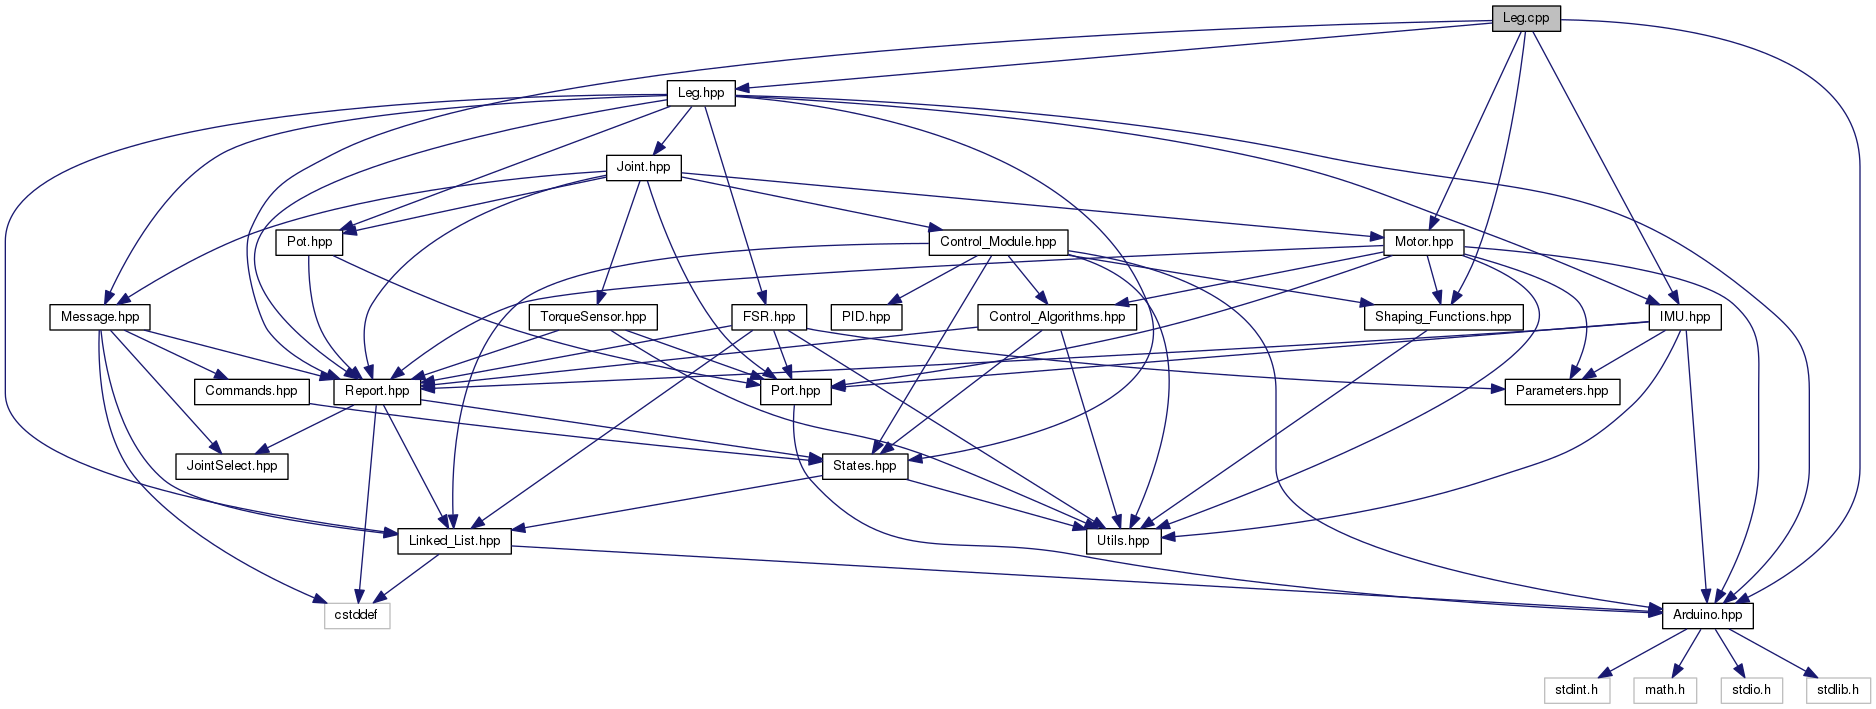 Leg.cpp
Leg.hpp
Joint.hpp
Pot.hpp
Control_Module.hpp
Motor.hpp
Message.hpp
TorqueSensor.hpp
FSR.hpp
PID.hpp
Control_Algorithms.hpp
Shaping_Functions.hpp
IMU.hpp
Commands.hpp
Report.hpp
Port.hpp
Parameters.hpp
JointSelect.hpp
States.hpp
Linked_List.hpp
Utils.hpp
cstddef
Arduino.hpp
stdint.h
math.h
stdio.h
stdlib.h